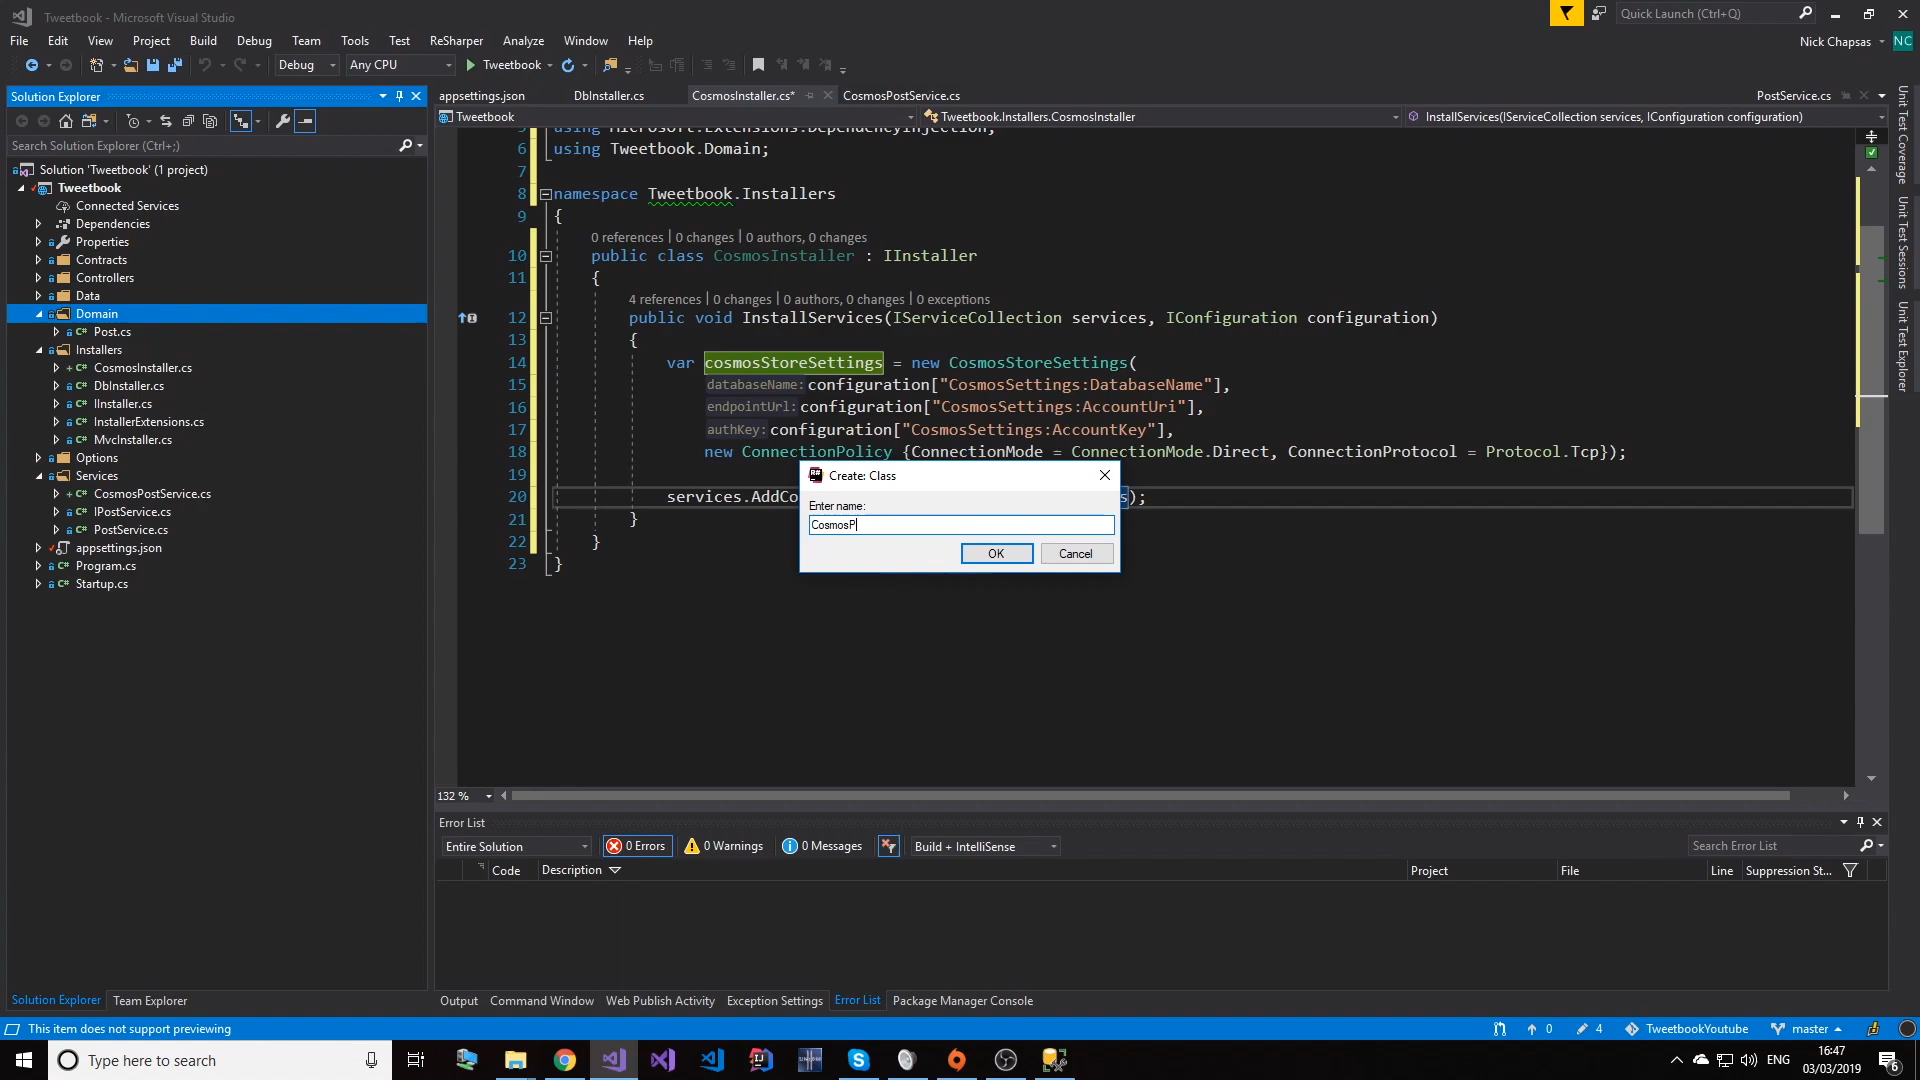 Tweetbook - Microsoft Visual Studio
Quick Launch (Ctrl+Q)
File Edit View Project Build Debug Team Tools Test ReSharper Analyze Window Help
Nick Chapsas NC
Debug Any CPU Tweetbook
Solution Explorer
appsettings.json DbInstaller.cs CosmosInstaller.cs* CosmosPostService.cs PostService.cs
Tweetbook Tweetbook.Installers.CosmosInstaller InstallServices(IServiceCollection services, IConfiguration configuration)
Search Solution Explorer (Ctrl+;)
Solution 'Tweetbook' (1 project)
Tweetbook
Connected Services
Dependencies
Properties
Contracts
Controllers
Data
Domain
Post.cs
Installers
CosmosInstaller.cs
DbInstaller.cs
IInstaller.cs
InstallerExtensions.cs
MvcInstaller.cs
Options
Services
CosmosPostService.cs
IPostService.cs
PostService.cs
appsettings.json
Program.cs
Startup.cs
using Microsoft.Extensions.DependencyInjection;
6 using Tweetbook.Domain;
7
8 namespace Tweetbook.Installers
9 {
0 references | 0 changes | 0 authors, 0 changes
10 public class CosmosInstaller : IInstaller
11 {
4 references | 0 changes | 0 authors, 0 changes | 0 exceptions
12 public void InstallServices(IServiceCollection services, IConfiguration configuration)
13 {
14 var cosmosStoreSettings = new CosmosStoreSettings(
15 databaseName: configuration["CosmosSettings:DatabaseName"],
16 endpointUrl: configuration["CosmosSettings:AccountUri"],
17 authKey: configuration["CosmosSettings:AccountKey"],
18 new ConnectionPolicy {ConnectionMode = ConnectionMode.Direct, ConnectionProtocol = Protocol.Tcp});
19
20 services.AddCo s);
21 }
22 }
23 }
Create: Class
Enter name:
CosmosP
OK Cancel
Unit Test Coverage
Unit Test Sessions
Unit Test Explorer
132 %
Error List
Entire Solution 0 Errors 0 Warnings 0 Messages Build + IntelliSense Search Error List
Code Description Project File Line Suppression St...
Solution Explorer Team Explorer
Output Command Window Web Publish Activity Exception Settings Error List Package Manager Console
This item does not support previewing
0 4 TweetbookYoutube master
Type here to search
ENG
16:47
03/03/2019
6